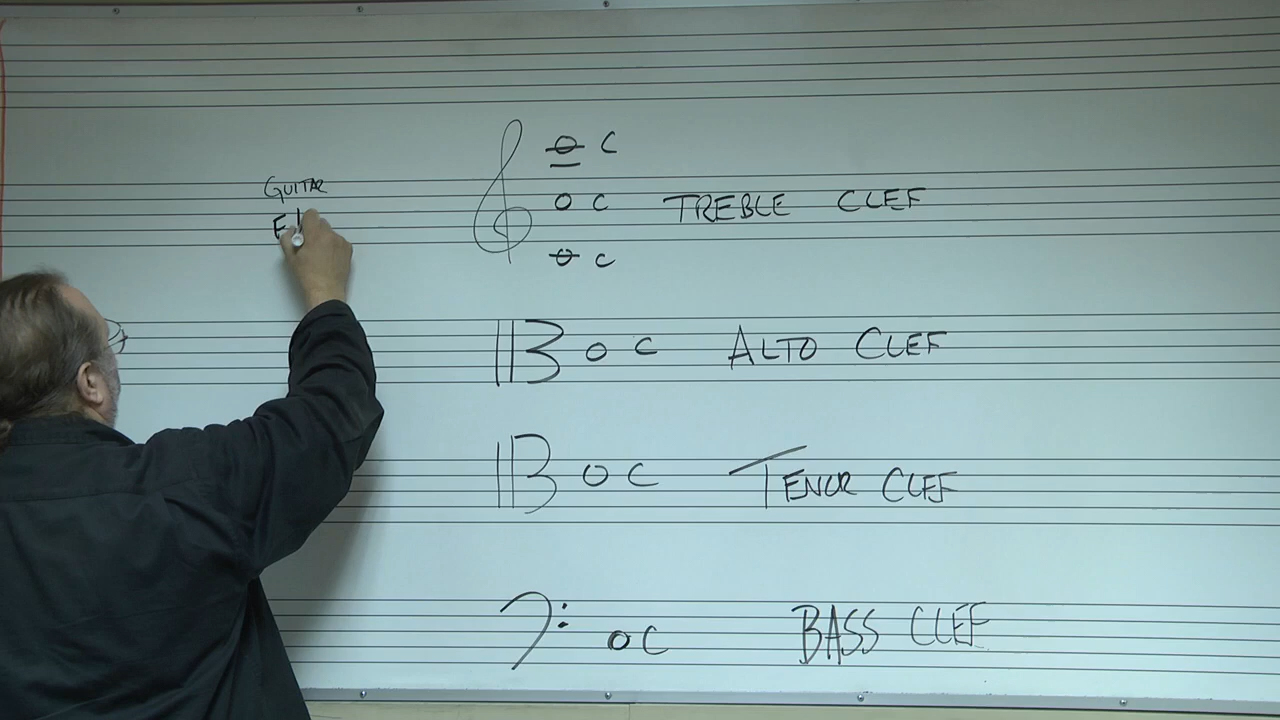 C
GUITAR
C TREBLE CLEF
C
C ALTO CLEF
C TENOR CLEF
C BASS CLEF